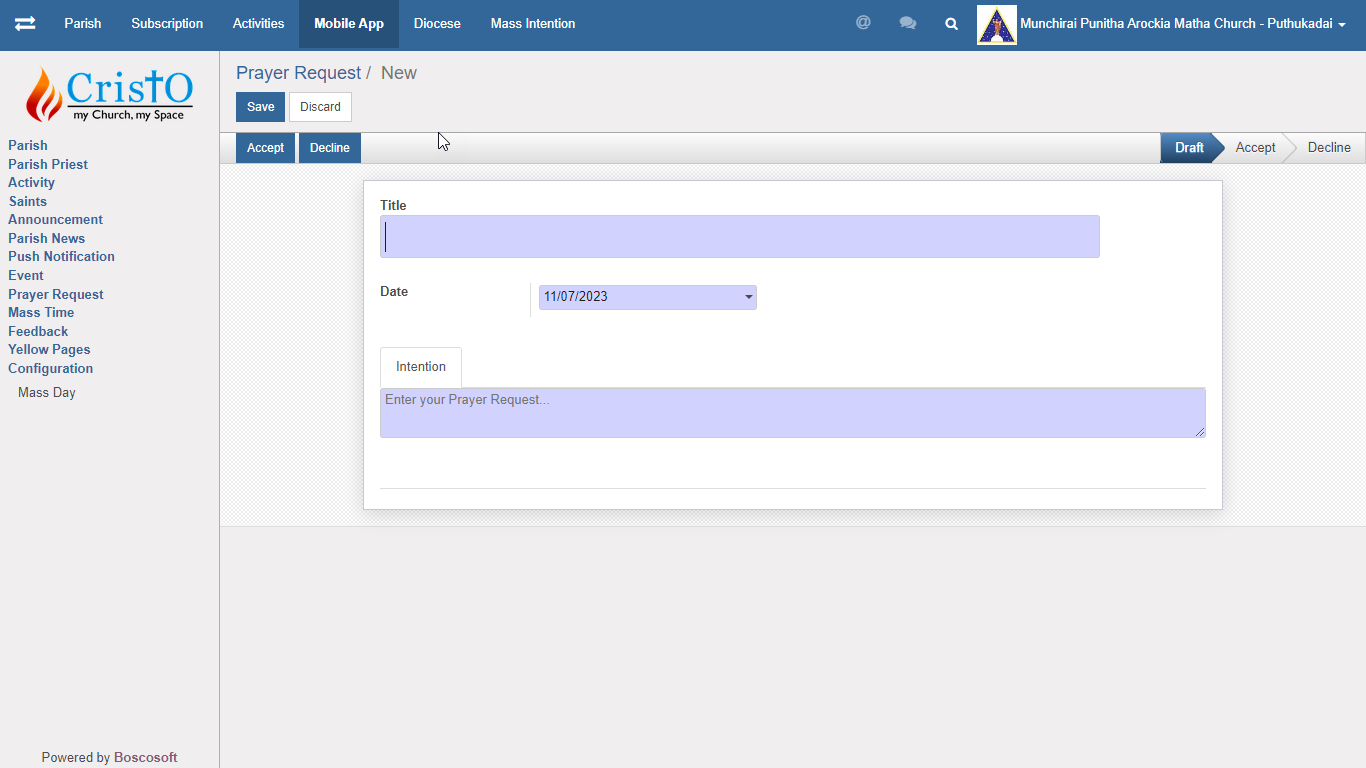 Parish Subscription Activities Mobile App Diocese Mass Intention @ Munchirai Punitha Arockia Matha Church - Puthukadai
CristO
my Church, my Space
Parish
Parish Priest
Activity
Saints
Announcement
Parish News
Push Notification
Event
Prayer Request
Mass Time
Feedback
Yellow Pages
Configuration
Mass Day
Powered by Boscosoft
Prayer Request / New
Save Discard
Accept Decline Draft Accept Decline
Title
Date 11/07/2023
Intention
Enter your Prayer Request...